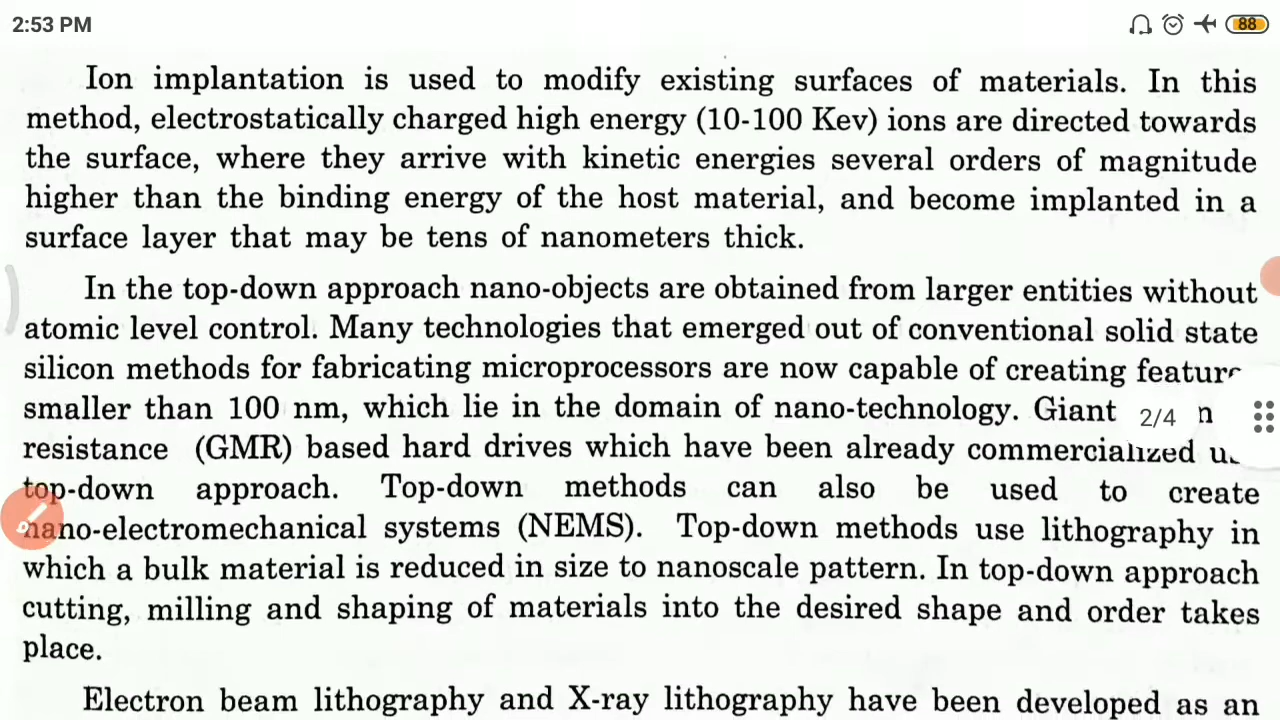 2:53 PM
88
Ion implantation is used to modify existing surfaces of materials. In this
method, electrostatically charged high energy (10-100 Kev) ions are directed towards
the surface, where they arrive with kinetic energies several orders of magnitude
higher than the binding energy of the host material, and become implanted in a
surface layer that may be tens of nanometers thick.
In the top-down approach nano-objects are obtained from larger entities without
atomic level control. Many technologies that emerged out of conventional solid state
silicon methods for fabricating microprocessors are now capable of creating
smaller than 100 nm, which lie in the domain of nano-technology. Giant
2/4
resistance (GMR) based hard drives which have been already commercialized
top-down approach. Top-down methods can also be used to create
nano-electromechanical systems (NEMS). Top-down methods use lithography in
which a bulk material is reduced in size to nanoscale pattern. In top-down approach
cutting, milling and shaping of materials into the desired shape and order takes
place.
Electron beam lithography and X-ray lithography have been developed as an